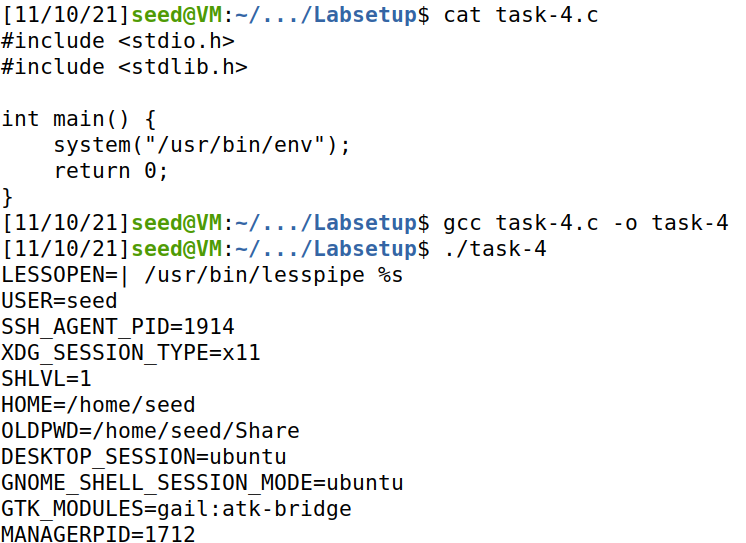 [11/10/21]seed@VM:~/.../Labsetup$ cat task-4.c
#include <stdio.h>
#include <stdlib.h>

int main() {
    system("/usr/bin/env");
    return 0;
}
[11/10/21]seed@VM:~/.../Labsetup$ gcc task-4.c -o task-4
[11/10/21]seed@VM:~/.../Labsetup$ ./task-4
LESSOPEN=| /usr/bin/lesspipe %s
USER=seed
SSH_AGENT_PID=1914
XDG_SESSION_TYPE=x11
SHLVL=1
HOME=/home/seed
OLDPWD=/home/seed/Share
DESKTOP_SESSION=ubuntu
GNOME_SHELL_SESSION_MODE=ubuntu
GTK_MODULES=gail:atk-bridge
MANAGERPID=1712